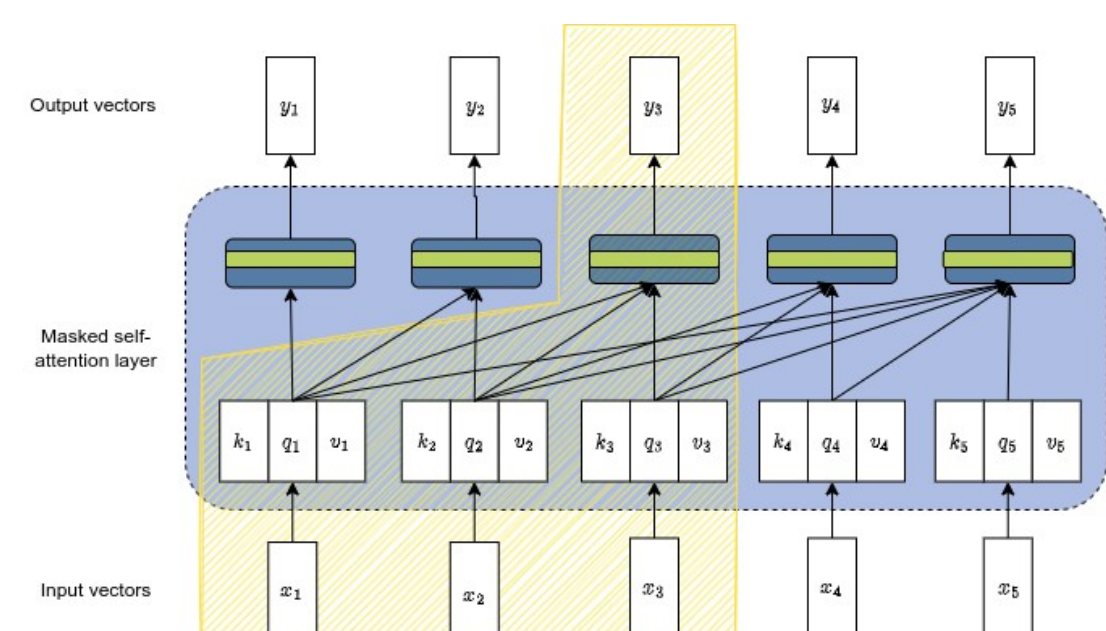 Output vectors
y₁ y₂ y₃ y₄ y₅
Masked self-
attention layer
k₁ q₁ v₁ k₂ q₂ v₂ k₃ q₃ v₃ k₄ q₄ v₄ k₅ q₅ v₅
Input vectors
x₁ x₂ x₃ x₄ x₅